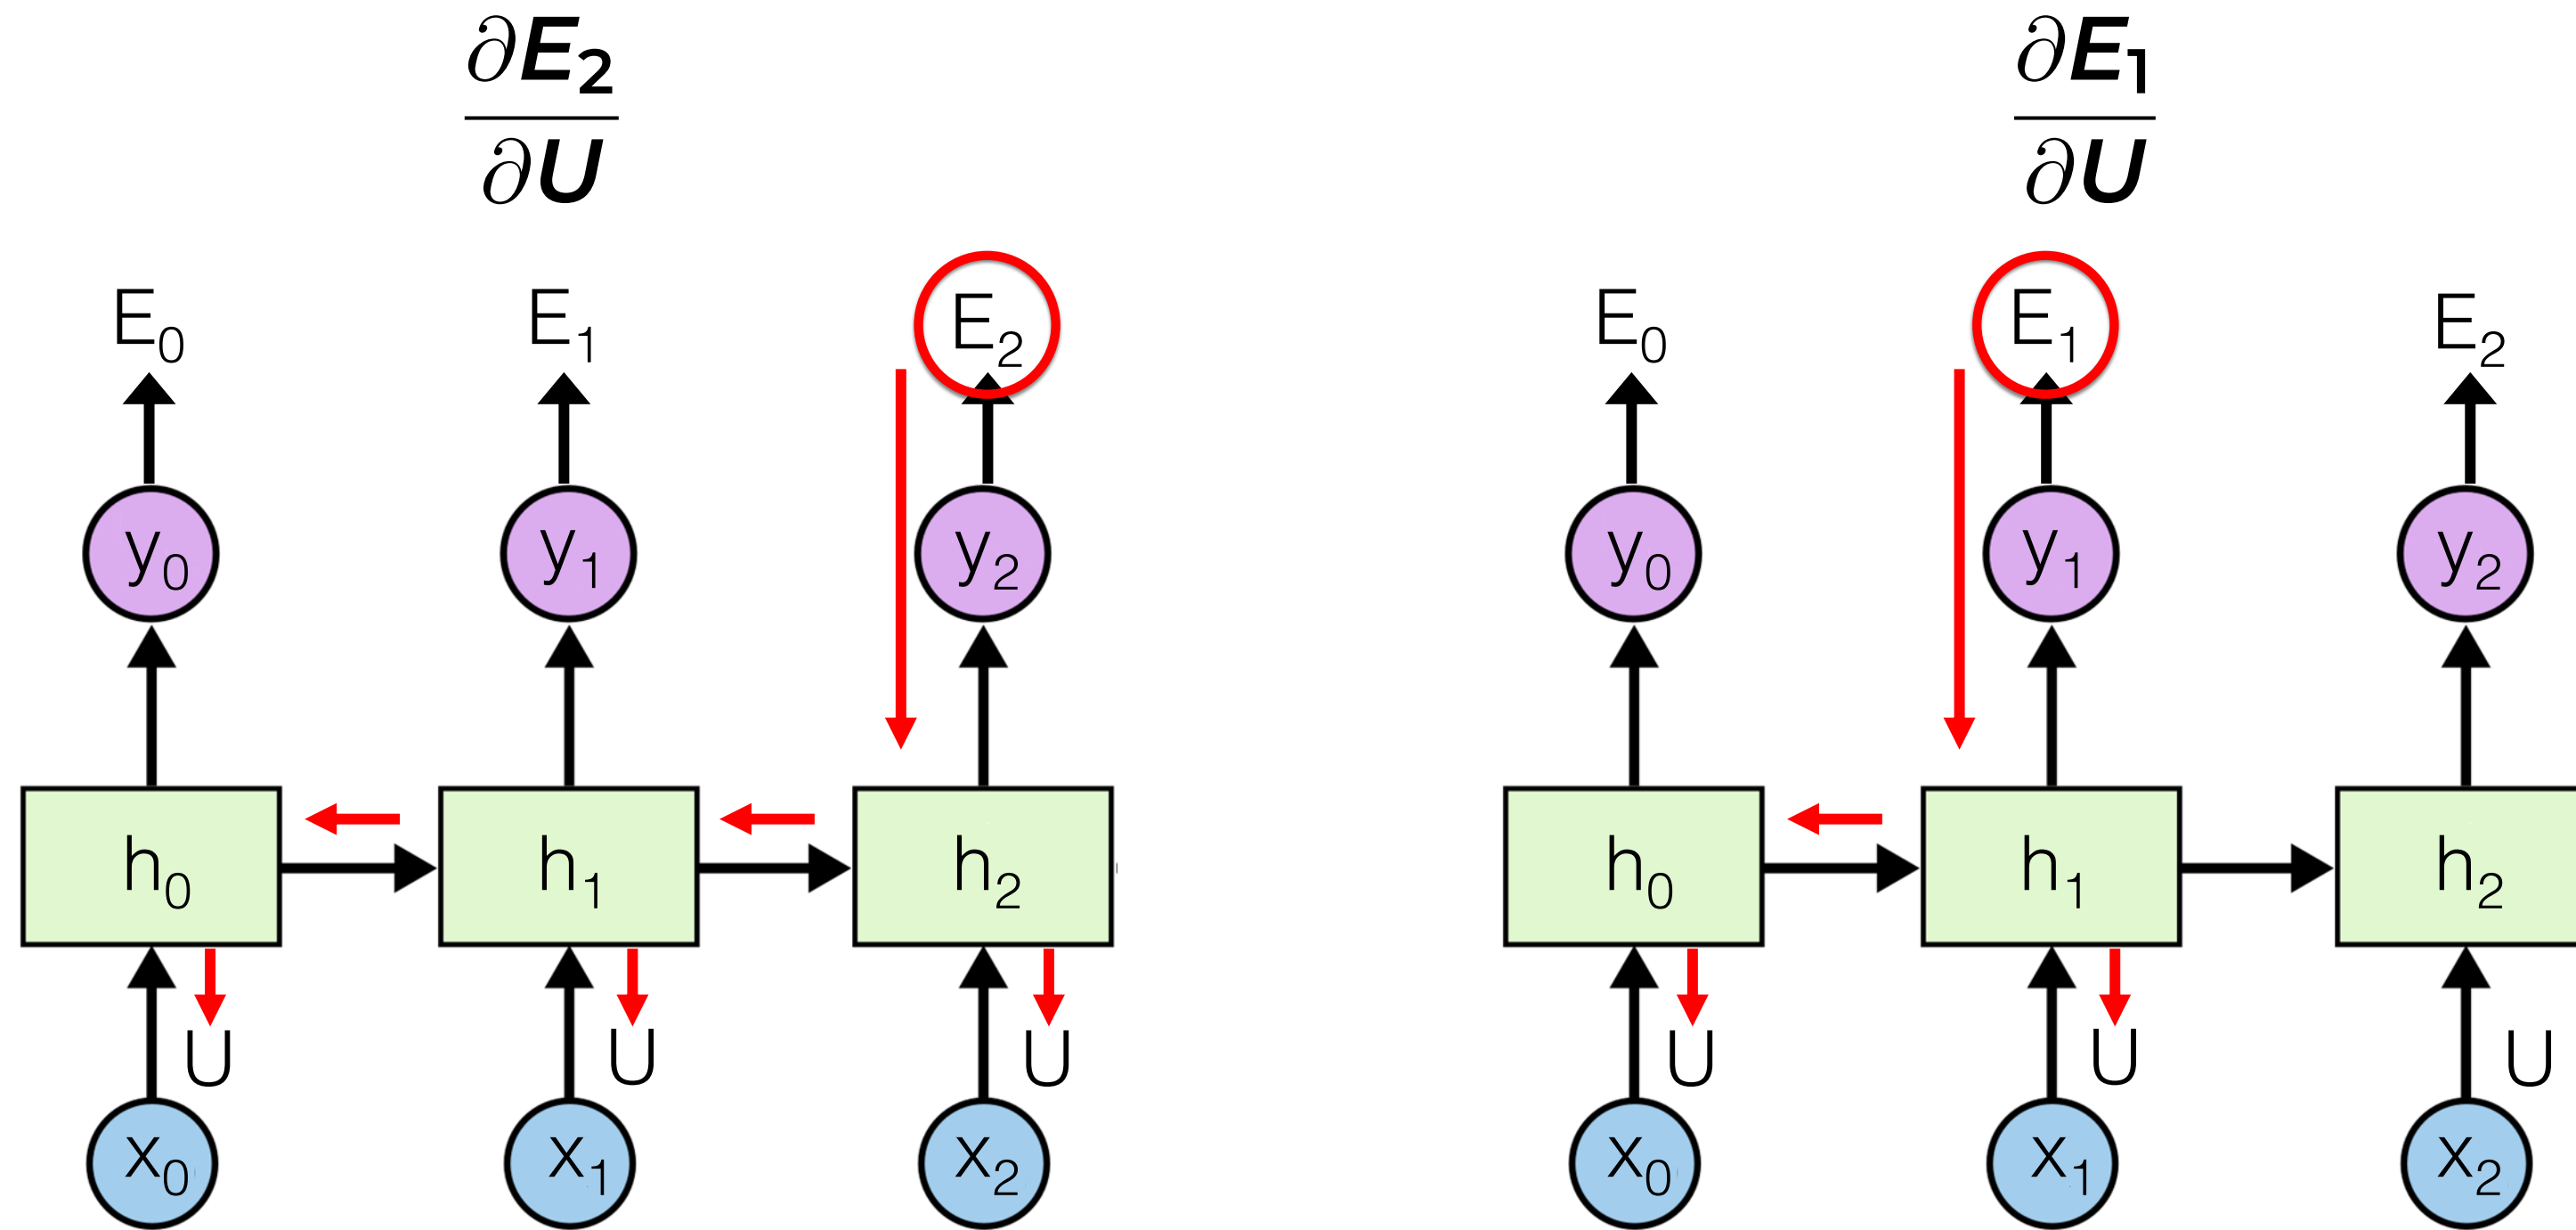 ∂E₂ ∂E₁
∂U ∂U
E₀ E₁ E₂ E₀ E₁ E₂
y₀ y₁ y₂ y₀ y₁ y₂
h₀ h₁ h₂ h₀ h₁ h₂
U U U U U U
x₀ x₁ x₂ x₀ x₁ x₂